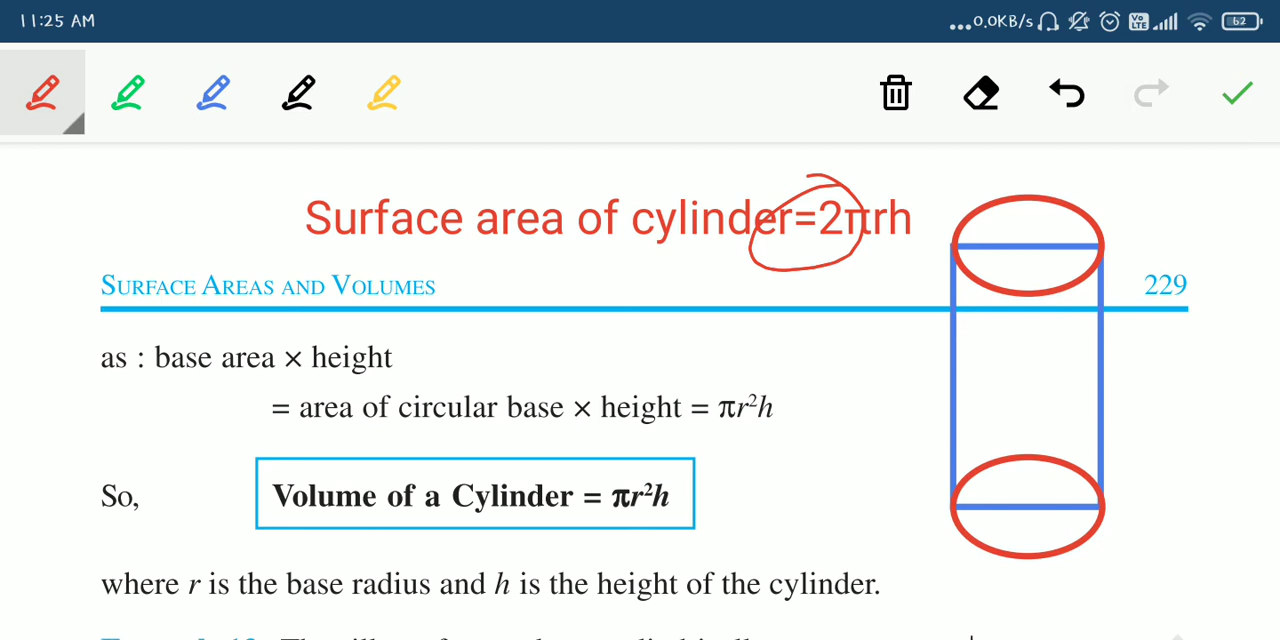 11:25 AM
...0.0KB/s Vo LTE 62
Surface area of cylinder=2πrh
SURFACE AREAS AND VOLUMES 229
as : base area × height
= area of circular base × height = πr²h
So, Volume of a Cylinder = πr²h
where r is the base radius and h is the height of the cylinder.